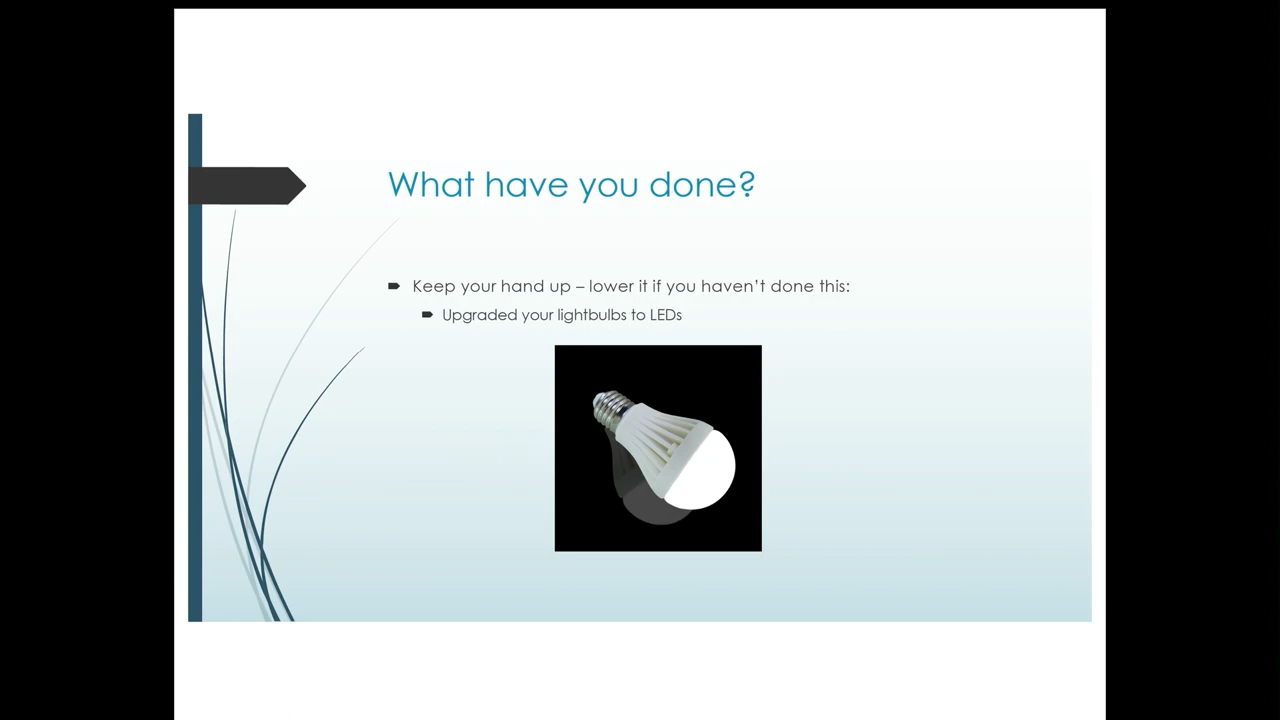 What have you done?
Keep your hand up – lower it if you haven’t done this:
Upgraded your lightbulbs to LEDs